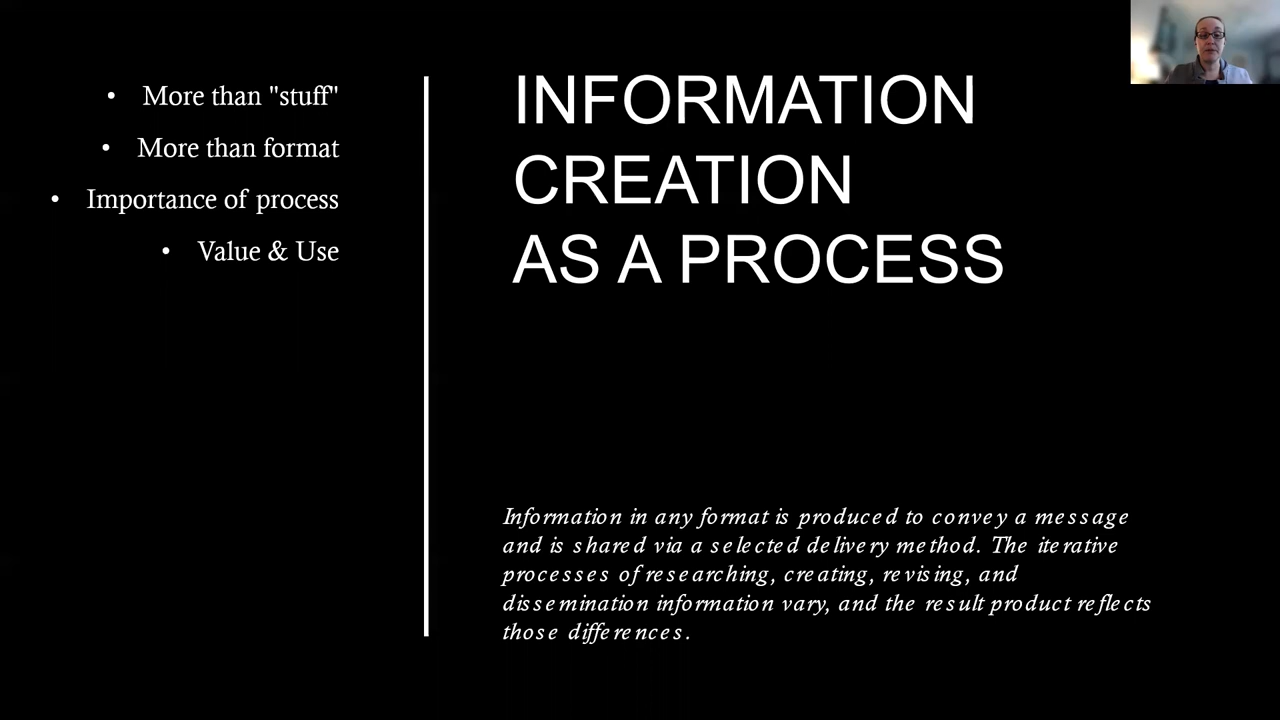 • More than "stuff"
• More than format
• Importance of process
• Value & Use
INFORMATION
CREATION
AS A PROCESS
Information in any format is produced to convey a message
and is shared via a selected delivery method. The iterative
processes of researching, creating, revising, and
dissemination information vary, and the result product reflects
those differences.